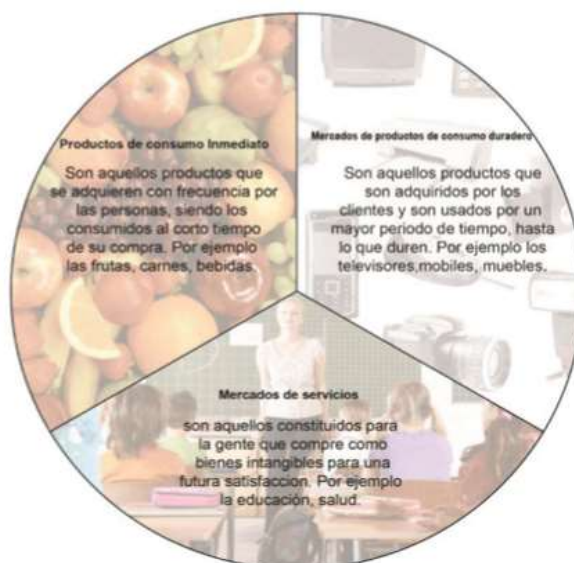 Productos de consumo Inmediato
Son aquellos productos que
se adquieren con frecuencia por
las personas, siendo los
consumidos al corto tiempo
de su compra. Por ejemplo
las frutas, carnes, bebidas.
Mercados de productos de consumo duradero
Son aquellos productos que
son adquiridos por los
clientes y son usados por un
mayor periodo de tiempo, hasta
lo que duren. Por ejemplo los
televisores,mobiles, muebles.
Mercados de servicios
son aquellos constituidos para
la gente que compre como
bienes intangibles para una
futura satisfaccion. Por ejemplo
la educación, salud.